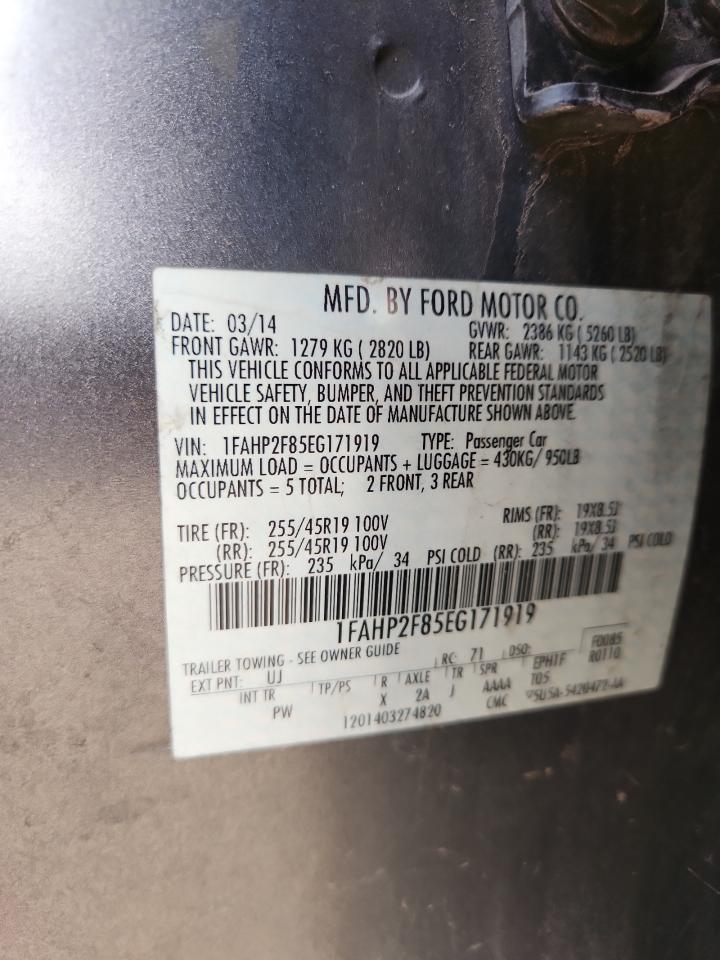 MFD. BY FORD MOTOR CO.
DATE: 03/14 GVWR: 2386 KG ( 5260 LB)
FRONT GAWR: 1279 KG ( 2820 LB) REAR GAWR: 1143 KG ( 2520 LB)
THIS VEHICLE CONFORMS TO ALL APPLICABLE FEDERAL MOTOR
VEHICLE SAFETY, BUMPER, AND THEFT PREVENTION STANDARDS
IN EFFECT ON THE DATE OF MANUFACTURE SHOWN ABOVE.
VIN: 1FAHP2F85EG171919 TYPE: Passenger Car
MAXIMUM LOAD = OCCUPANTS + LUGGAGE = 430KG/ 950LB
OCCUPANTS = 5 TOTAL; 2 FRONT, 3 REAR
TIRE (FR): 255/45R19 100V RIMS (FR): 19X8.5J
(RR): 255/45R19 100V (RR): 19X8.5J
PRESSURE (FR): 235 kPa/ 34 PSI COLD (RR): 235 kPa/ 34 PSI COLD
1FAHP2F85EG171919
TRAILER TOWING - SEE OWNER GUIDE F0085
EXT PNT: UJ RC: 71 DSO: R0110
INT TR TP/PS R AXLE TR SPR EPHTF
PW X 2A J AAAA T05
1201403274820 CMC